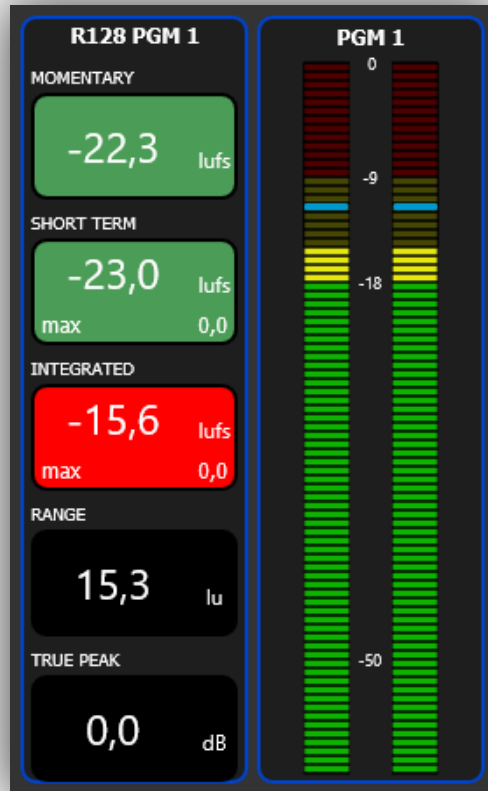 R128 PGM 1
MOMENTARY
-22,3 lufs
SHORT TERM
-23,0 lufs
max 0,0
INTEGRATED
-15,6 lufs
max 0,0
RANGE
15,3 lu
TRUE PEAK
0,0 dB
PGM 1
0
-9
-18
-50